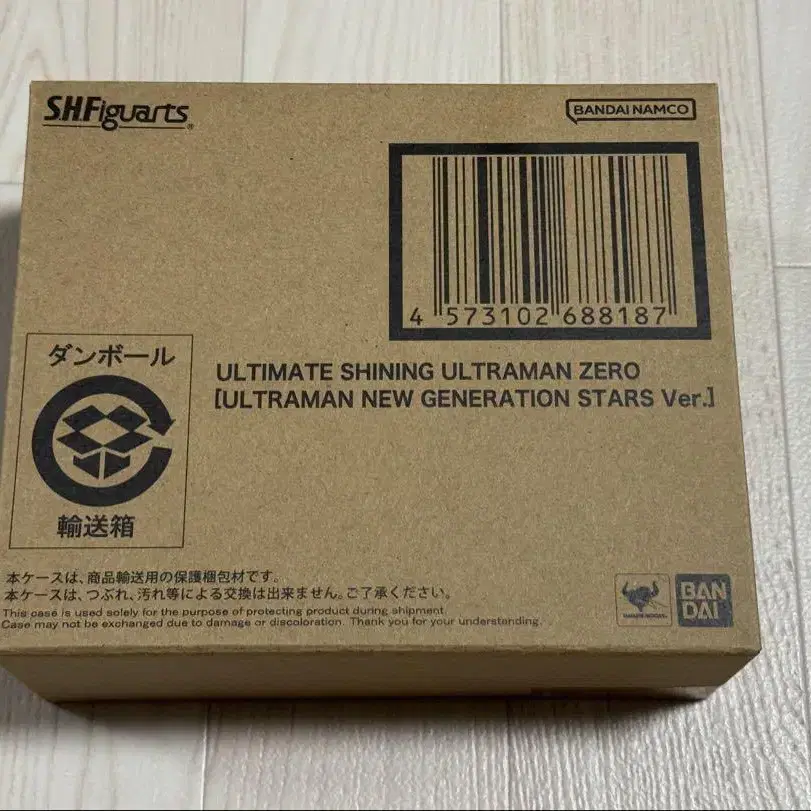 S.H.Figuarts®
BANDAI NAMCO
4 573102 688187
ダンボール
輸送箱
ULTIMATE SHINING ULTRAMAN ZERO
[ULTRAMAN NEW GENERATION STARS Ver.]
本ケースは、商品輸送用の保護梱包材です。
本ケースは、つぶれ、汚れ等による交換は出来ません。ご了承ください。
This case is used solely for the purpose of protecting product during shipment.
Case may not be exchanged due to damage or discoloration. Thank you for your understanding.
TAMASHII NATIONS
BAN
DAI